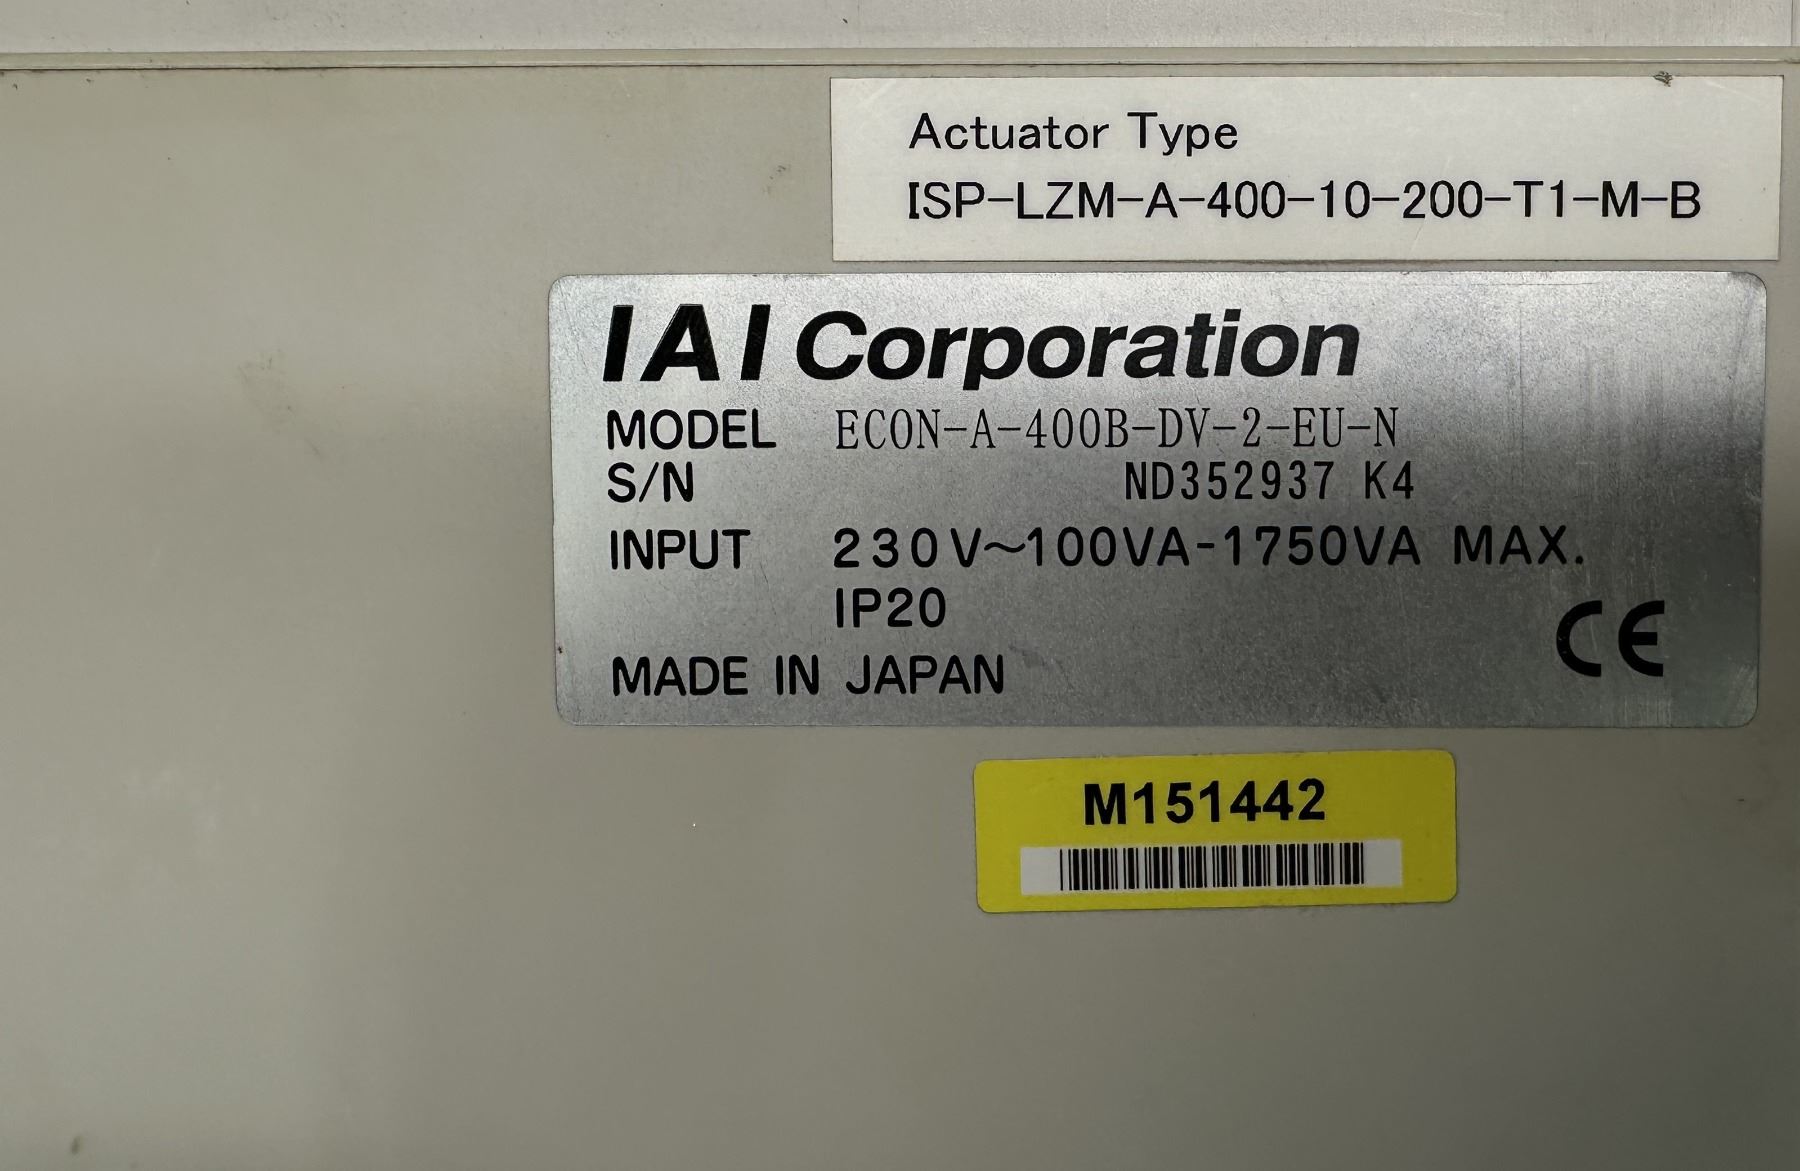 Actuator Type
ISP-LZM-A-400-10-200-T1-M-B
IAI Corporation
MODEL ECON-A-400B-DV-2-EU-N
S/N ND352937 K4
INPUT 230V~100VA-1750VA MAX.
IP20
CE
MADE IN JAPAN
M151442